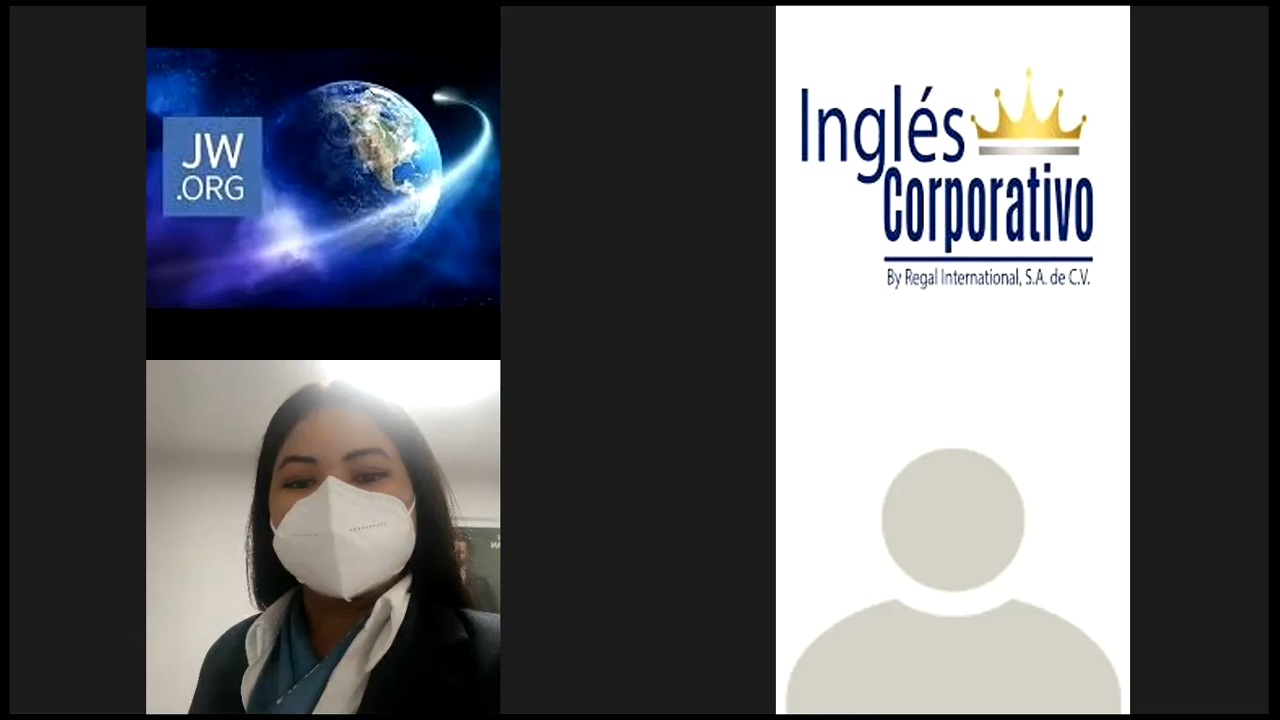 JW
.ORG
Inglés
Corporativo
By Regal International, S.A. de C.V.